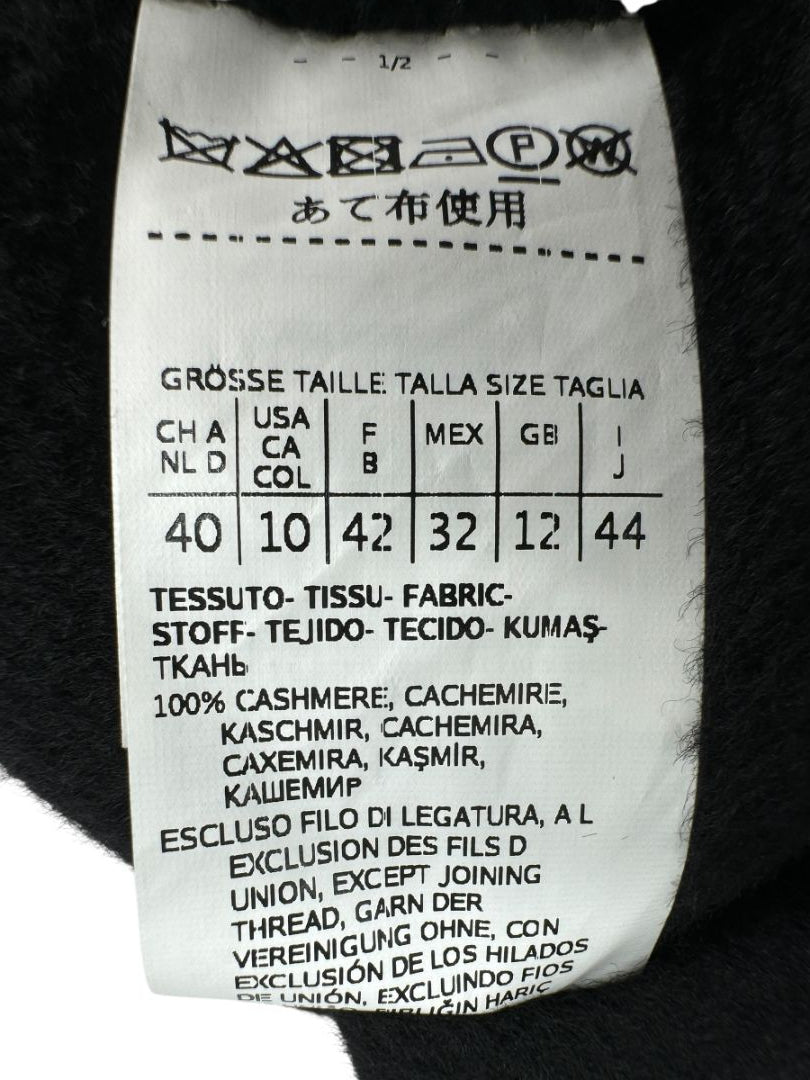 - - 1/2 - -
P W
あて布使用
GRÖSSE TAILLE TALLA SIZE TAGLIA
CH A NL D USA CA COL F B MEX GB I J
40 10 42 32 12 44
TESSUTO- TISSU- FABRIC-
STOFF- TEJIDO- TECIDO- KUMAŞ-
ТКАНЬ
100% CASHMERE, CACHEMIRE,
KASCHMIR, CACHEMIRA,
CAXEMIRA, KAŞMİR,
КАШЕМИР
ESCLUSO FILO DI LEGATURA, A L
EXCLUSION DES FILS D
UNION, EXCEPT JOINING
THREAD, GARN DER
VEREINIGUNG OHNE, CON
EXCLUSIÓN DE LOS HILADOS
DE UNIÓN, EXCLUINDO FIOS
HARIÇ